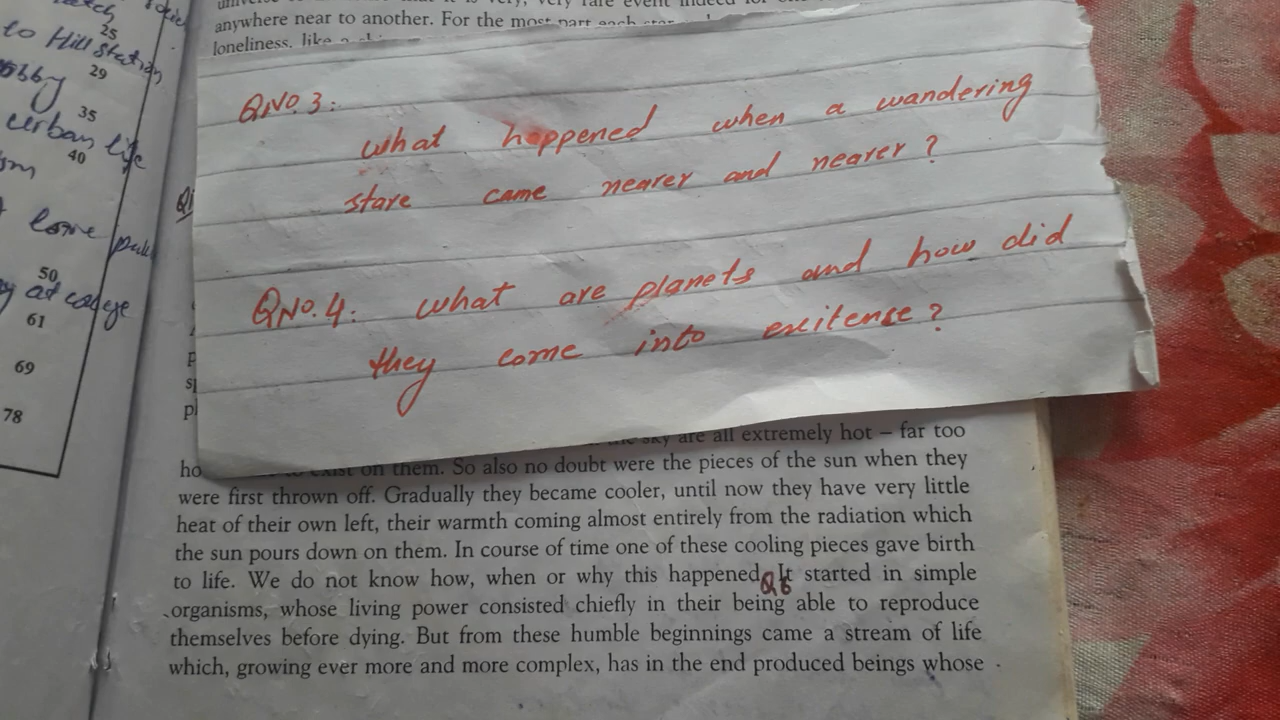 25
to Hill station
29
35
urban life
40
50
at college
61
69
78
anywhere near to another. For the most part each star
loneliness, like a
QNO.3:
what happened when a wandering
stare came nearer and nearer?
QNO.4: what are planets and how did
they come into exitense?
sky are all extremely hot – far too
exist on them. So also no doubt were the pieces of the sun when they
were first thrown off. Gradually they became cooler, until now they have very little
heat of their own left, their warmth coming almost entirely from the radiation which
the sun pours down on them. In course of time one of these cooling pieces gave birth
to life. We do not know how, when or why this happened. It started in simple
Q6
organisms, whose living power consisted chiefly in their being able to reproduce
themselves before dying. But from these humble beginnings came a stream of life
which, growing ever more and more complex, has in the end produced beings whose